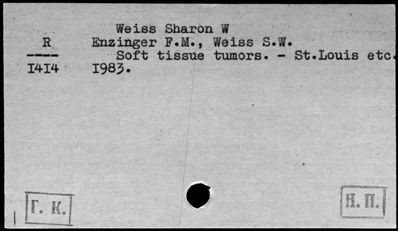 Weiss Sharon W
R Enzinger F.M., Weiss S.W.
---- Soft tissue tumors. - St.Louis etc.
I4I4 I983.
Г. К.
Н. П.